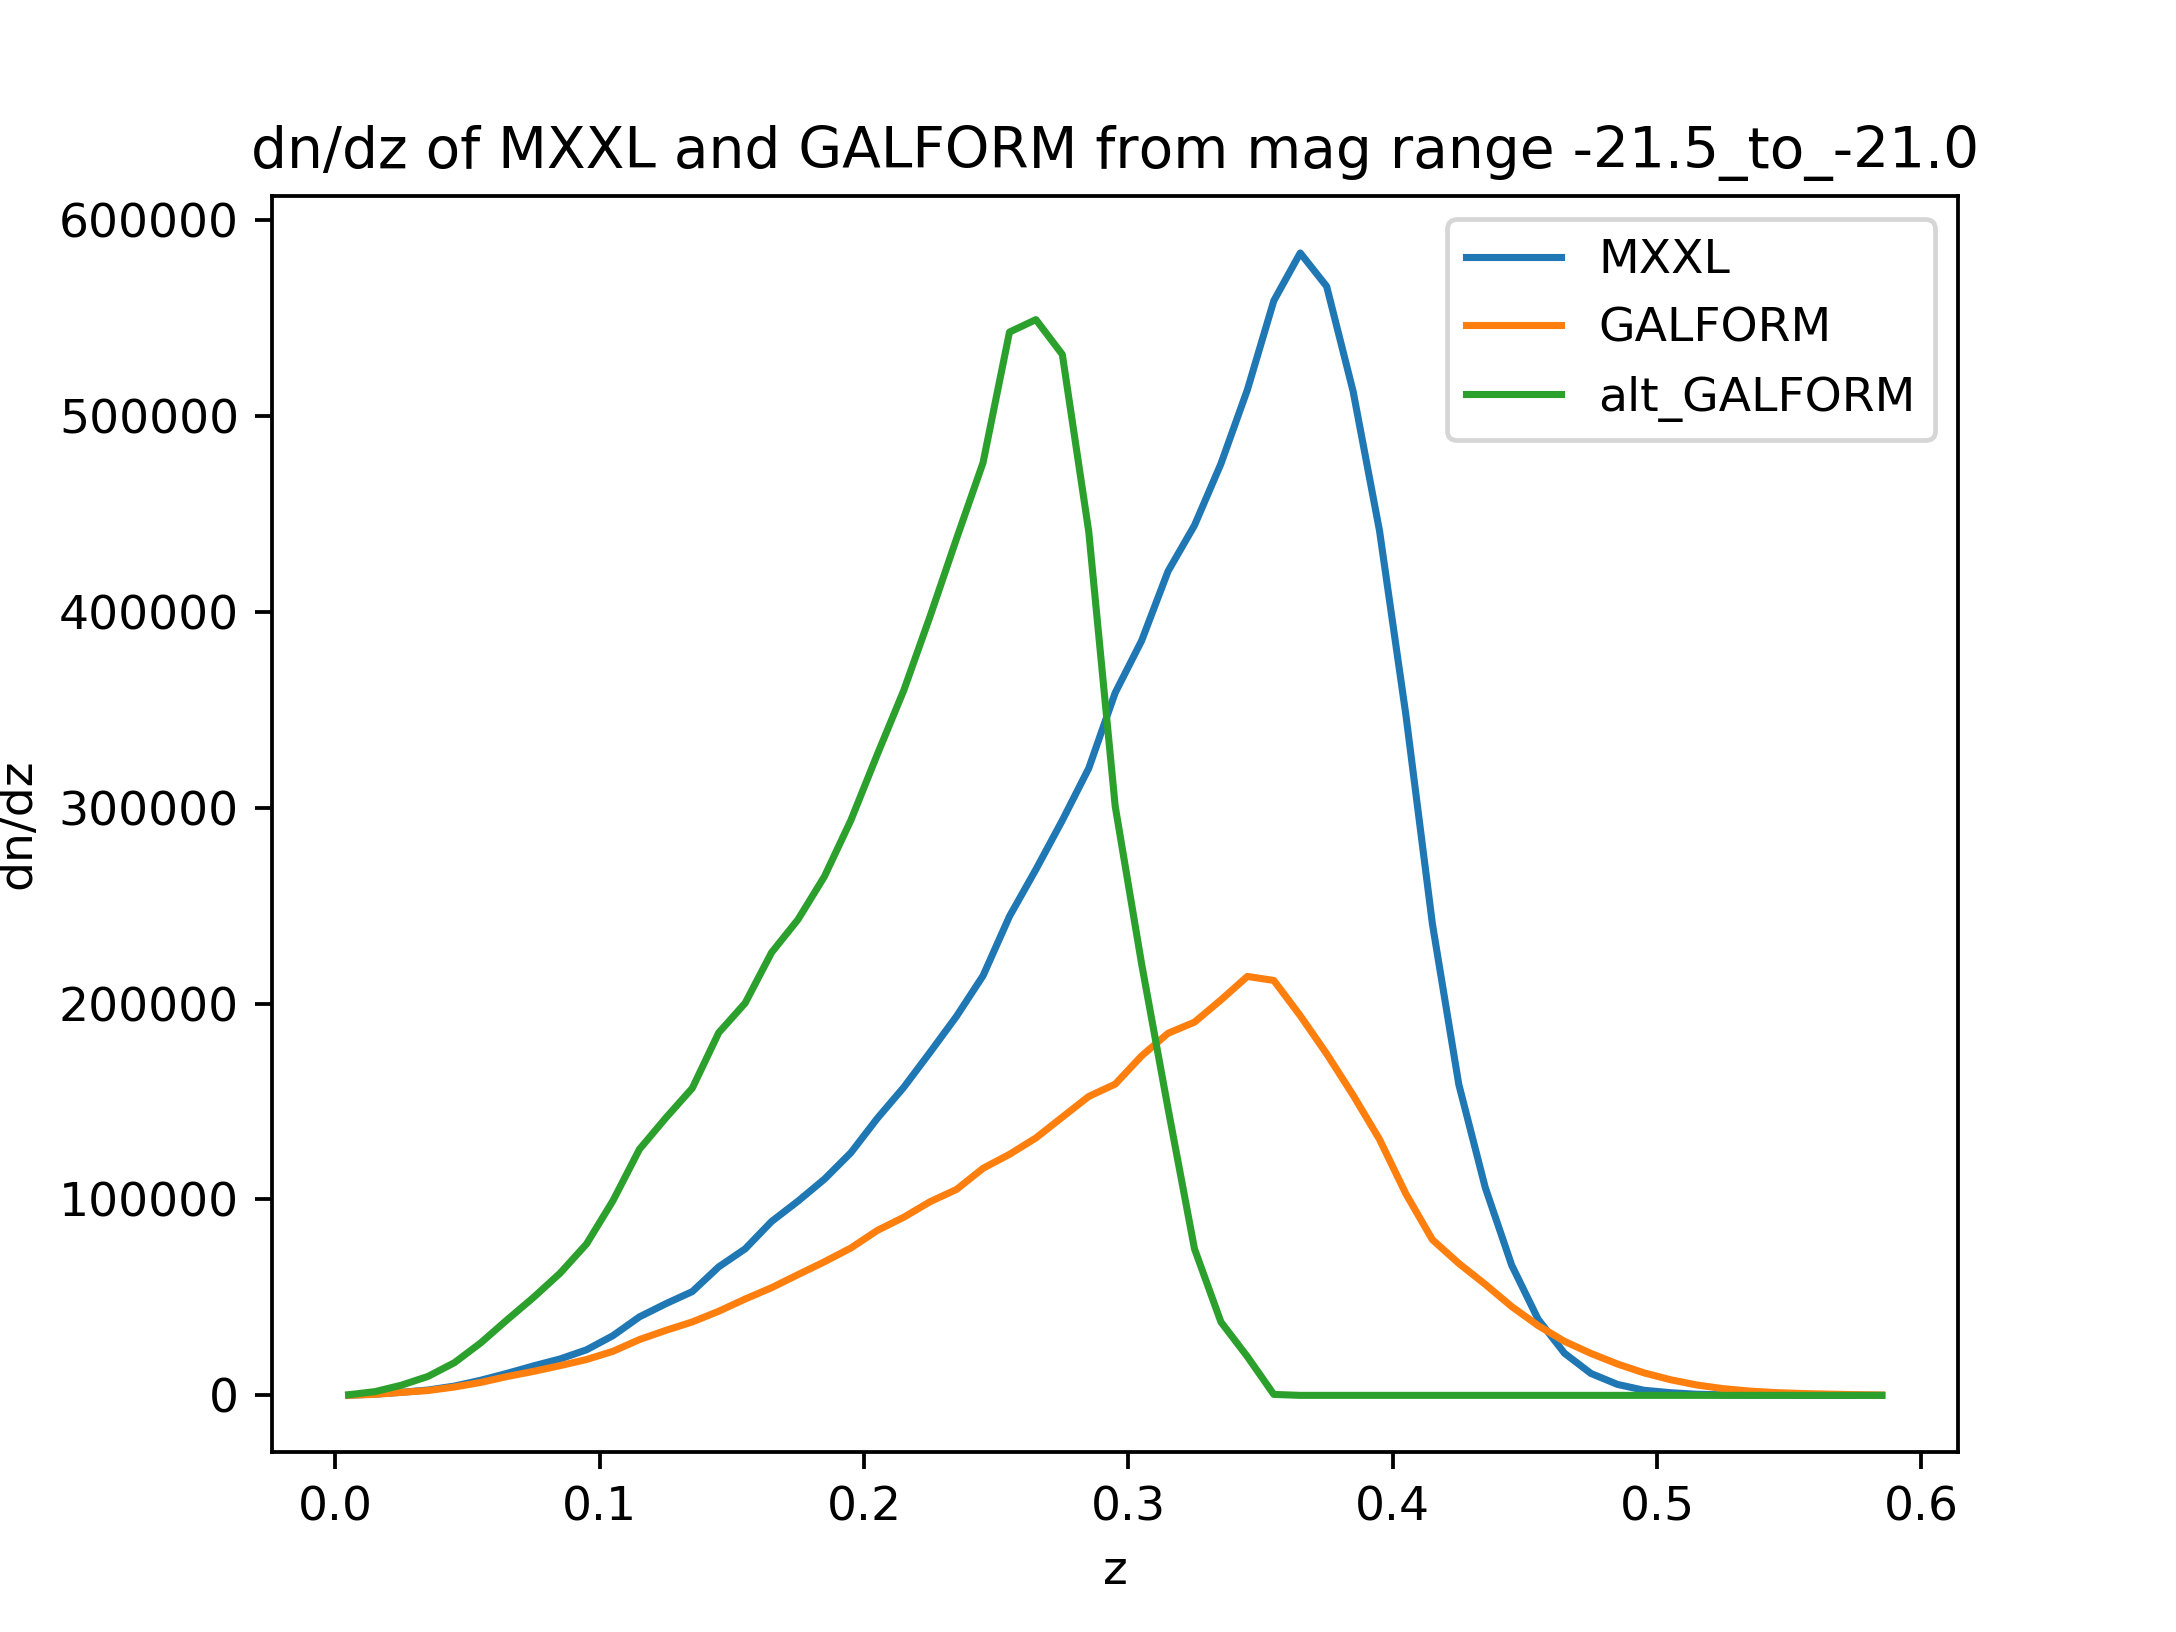 dn/dz of MXXL and GALFORM from mag range -21.5_to_-21.0
600000
500000
400000
300000
200000
100000
0
dn/dz
MXXL
GALFORM
alt_GALFORM
0.0 0.1 0.2 0.3 0.4 0.5 0.6
z